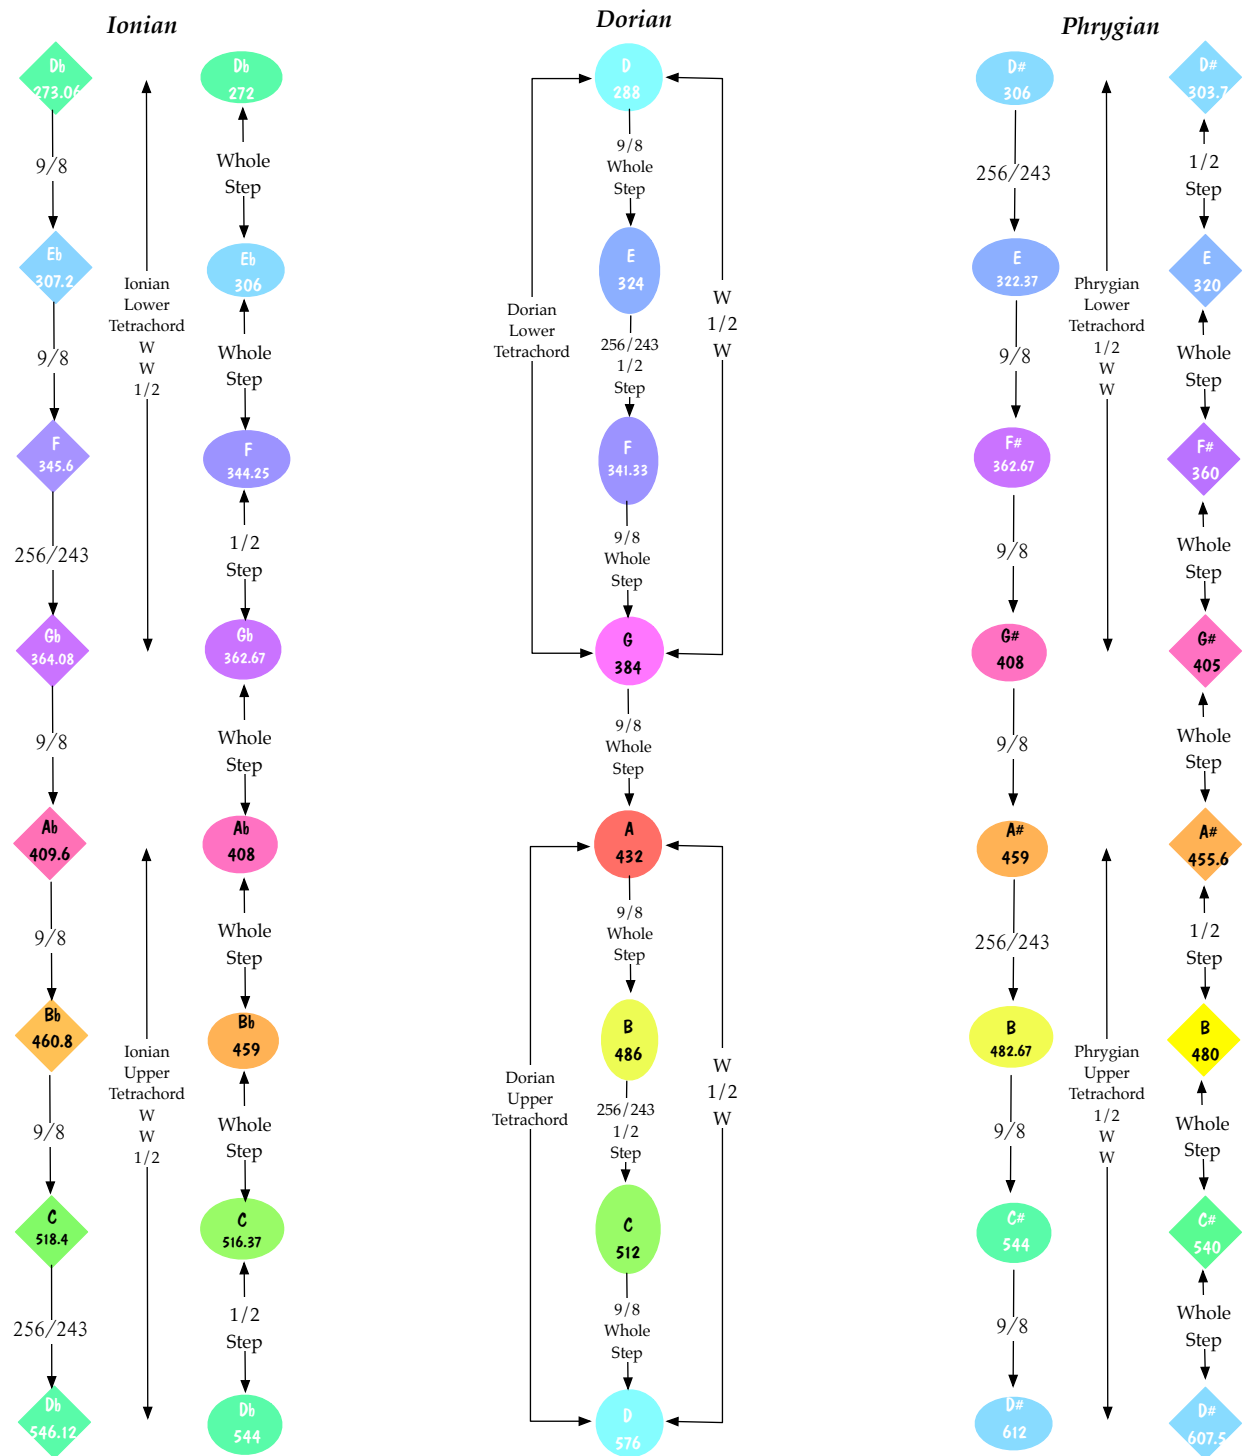 Ionian
Db
273.06
9/8
Eb
307.2
9/8
F
345.6
256/243
Gb
364.08
9/8
Ab
409.6
9/8
Bb
460.8
9/8
C
518.4
256/243
Db
546.12
Ionian
Lower
Tetrachord
W
W
1/2
Ionian
Upper
Tetrachord
W
W
1/2
Db
272
Whole
Step
Eb
306
Whole
Step
F
344.25
1/2
Step
Gb
362.67
Whole
Step
Ab
408
Whole
Step
Bb
459
Whole
Step
C
516.37
1/2
Step
Db
544
Dorian
Dorian
Lower
Tetrachord
Dorian
Upper
Tetrachord
D
288
9/8
Whole
Step
E
324
256/243
1/2
Step
F
341.33
9/8
Whole
Step
G
384
9/8
Whole
Step
A
432
9/8
Whole
Step
B
486
256/243
1/2
Step
C
512
9/8
Whole
Step
D
576
W
1/2
W
W
1/2
W
Phrygian
D#
306
256/243
E
322.37
9/8
F#
362.67
9/8
G#
408
9/8
A#
459
256/243
B
482.67
9/8
C#
544
9/8
D#
612
Phrygian
Lower
Tetrachord
1/2
W
W
Phrygian
Upper
Tetrachord
1/2
W
W
D#
303.7
1/2
Step
E
320
Whole
Step
F#
360
Whole
Step
G#
405
Whole
Step
A#
455.6
1/2
Step
B
480
Whole
Step
C#
540
Whole
Step
D#
607.5